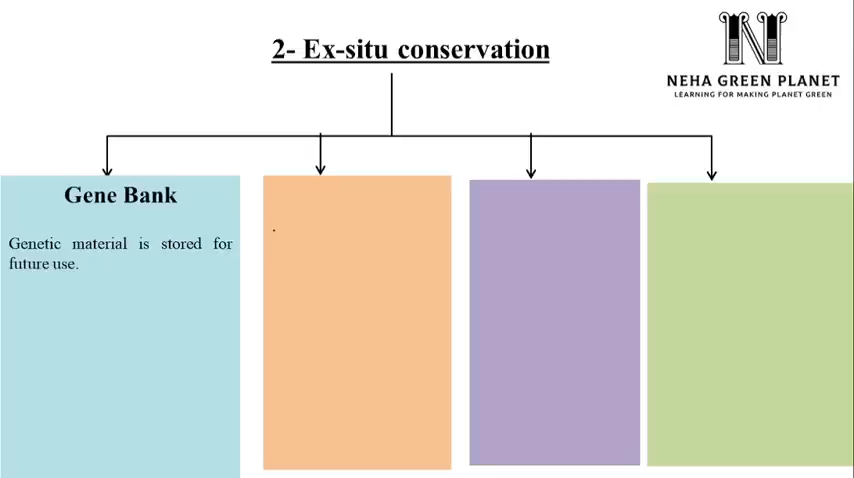 2- Ex-situ conservation
N
NEHA GREEN PLANET
LEARNING FOR MAKING PLANET GREEN
Gene Bank
Genetic material is stored for
future use.
.